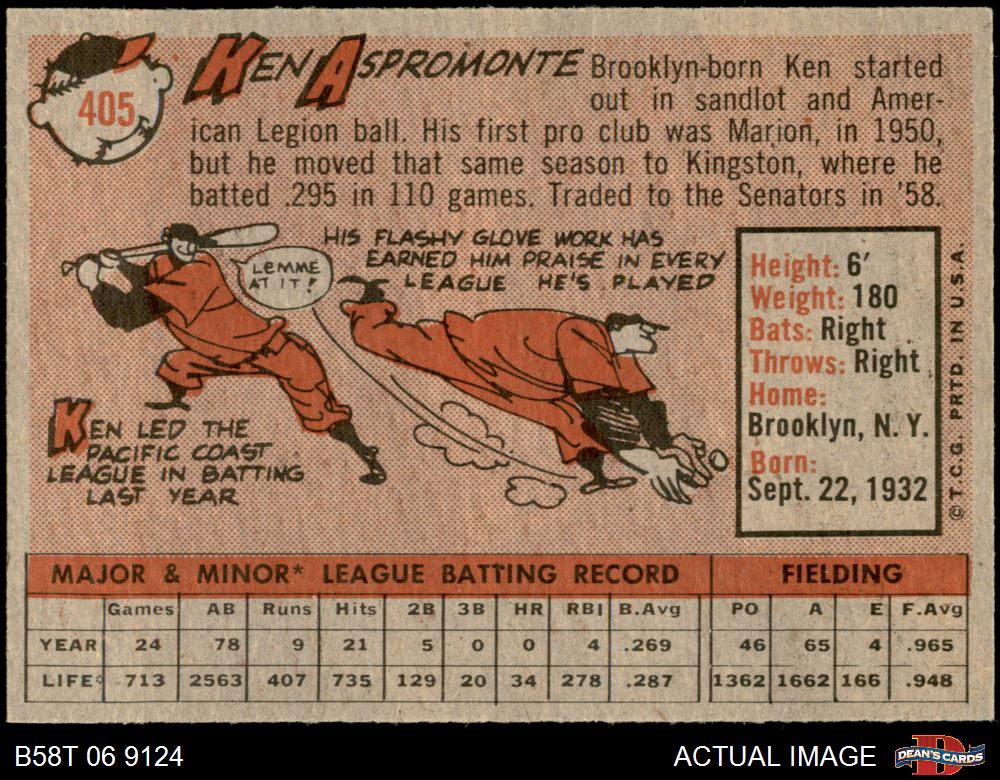 405
KEN ASPROMONTE
Brooklyn-born Ken started
out in sandlot and Amer-
ican Legion ball. His first pro club was Marion, in 1950,
but he moved that same season to Kingston, where he
batted .295 in 110 games. Traded to the Senators in '58.
LEMME
AT IT!
HIS FLASHY GLOVE WORK HAS
EARNED HIM PRAISE IN EVERY
LEAGUE HE'S PLAYED
KEN LED THE
PACIFIC COAST
LEAGUE IN BATTING
LAST YEAR
Height: 6'
Weight: 180
Bats: Right
Throws: Right
Home:
Brooklyn, N. Y.
Born:
Sept. 22, 1932
© T.C.G. PRTD. IN U.S.A.
MAJOR & MINOR* LEAGUE BATTING RECORD FIELDING
Games AB Runs Hits 2B 3B HR RBI B.Avg PO A E F.Avg
YEAR 24 78 9 21 5 0 0 4 .269 46 65 4 .965
LIFE* 713 2563 407 735 129 20 34 278 .287 1362 1662 166 .948
B58T 06 9124
ACTUAL IMAGE
D
DEAN'S CARDS